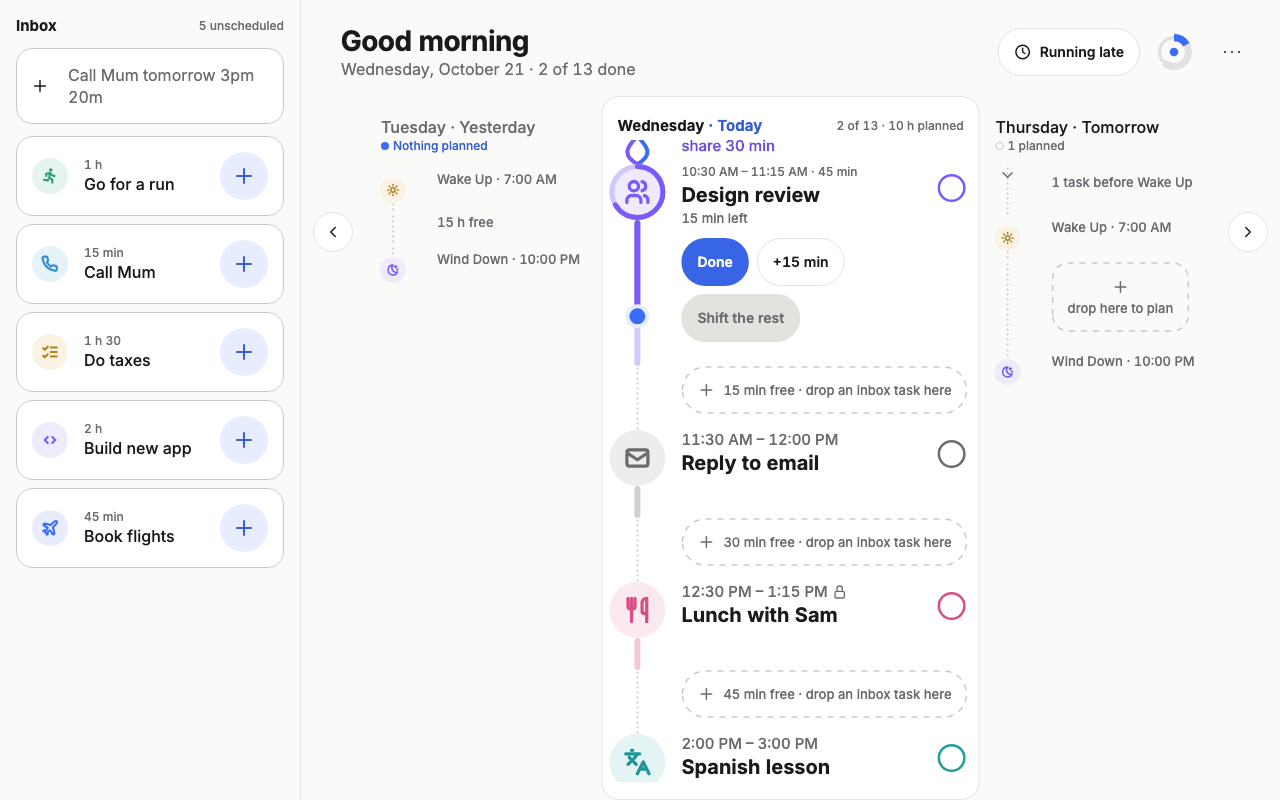 Inbox
5 unscheduled
Call Mum tomorrow 3pm
20m
1 h
Go for a run
15 min
Call Mum
1 h 30
Do taxes
2 h
Build new app
45 min
Book flights
Good morning
Wednesday, October 21 · 2 of 13 done
Running late
Tuesday · Yesterday
Nothing planned
Wake Up · 7:00 AM
15 h free
Wind Down · 10:00 PM
Wednesday · Today
2 of 13 · 10 h planned
share 30 min
10:30 AM – 11:15 AM · 45 min
Design review
15 min left
Done
+15 min
Shift the rest
15 min free · drop an inbox task here
11:30 AM – 12:00 PM
Reply to email
30 min free · drop an inbox task here
12:30 PM – 1:15 PM
Lunch with Sam
45 min free · drop an inbox task here
2:00 PM – 3:00 PM
Spanish lesson
Thursday · Tomorrow
1 planned
1 task before Wake Up
Wake Up · 7:00 AM
drop here to plan
Wind Down · 10:00 PM